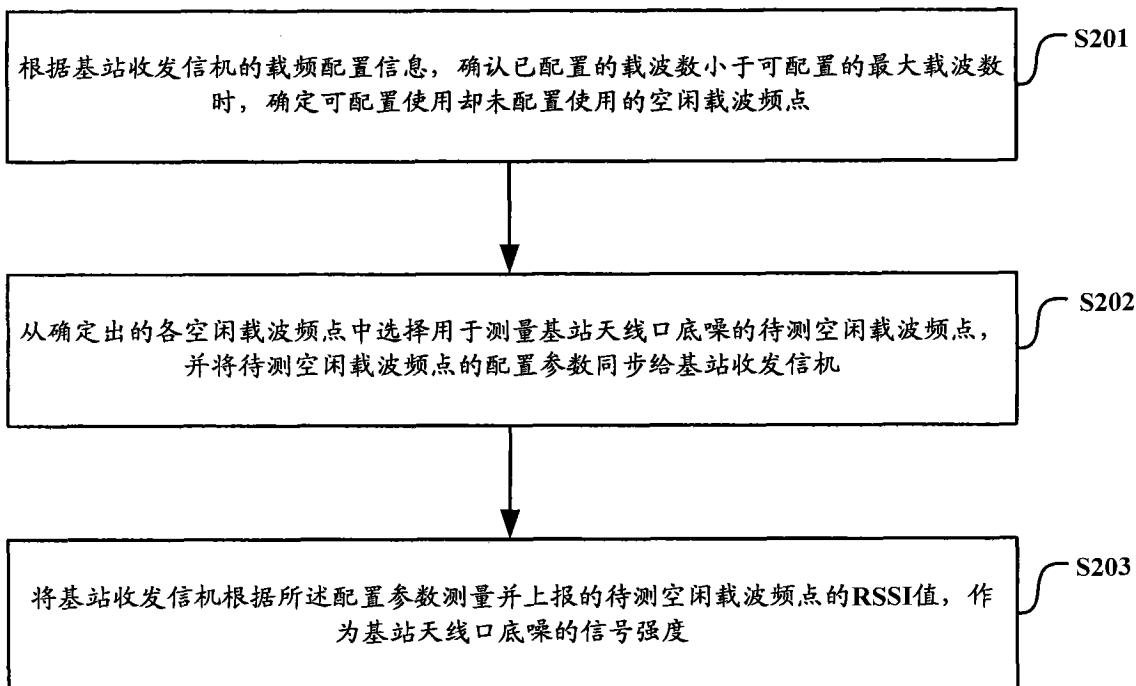 S201
根据基站收发信机的载频配置信息，确认已配置的载波数小于可配置的最大载波数
时，确定可配置使用却未配置使用的空闲载波频点
S202
从确定出的各空闲载波频点中选择用于测量基站天线口底噪的待测空闲载波频点，
并将待测空闲载波频点的配置参数同步给基站收发信机
S203
将基站收发信机根据所述配置参数测量并上报的待测空闲载波频点的RSSI值，作
为基站天线口底噪的信号强度